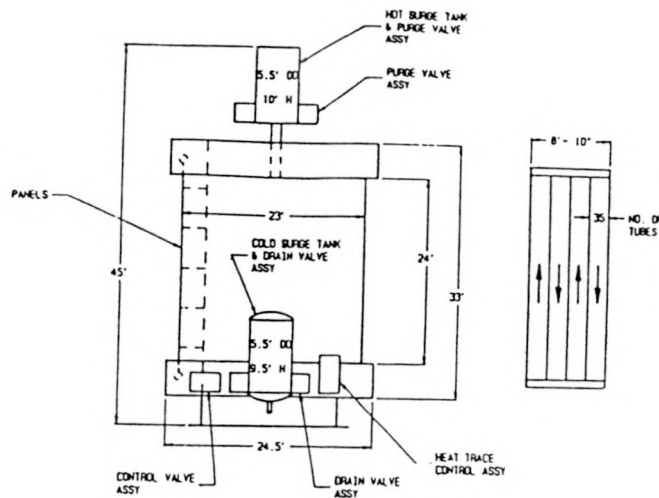 HOT SURGE TANK
& PURGE VALVE
ASSY
5.5' OD
10' H
PURGE VALVE
ASSY
8' - 10"
PANELS
23'
35
NO. OF
TUBES
COLD SURGE TANK
& DRAIN VALVE
ASSY
24'
45'
33'
5.5' OD
9.5' H
24.5'
CONTROL VALVE
ASSY
DRAIN VALVE
ASSY
HEAT TRACE
CONTROL ASSY